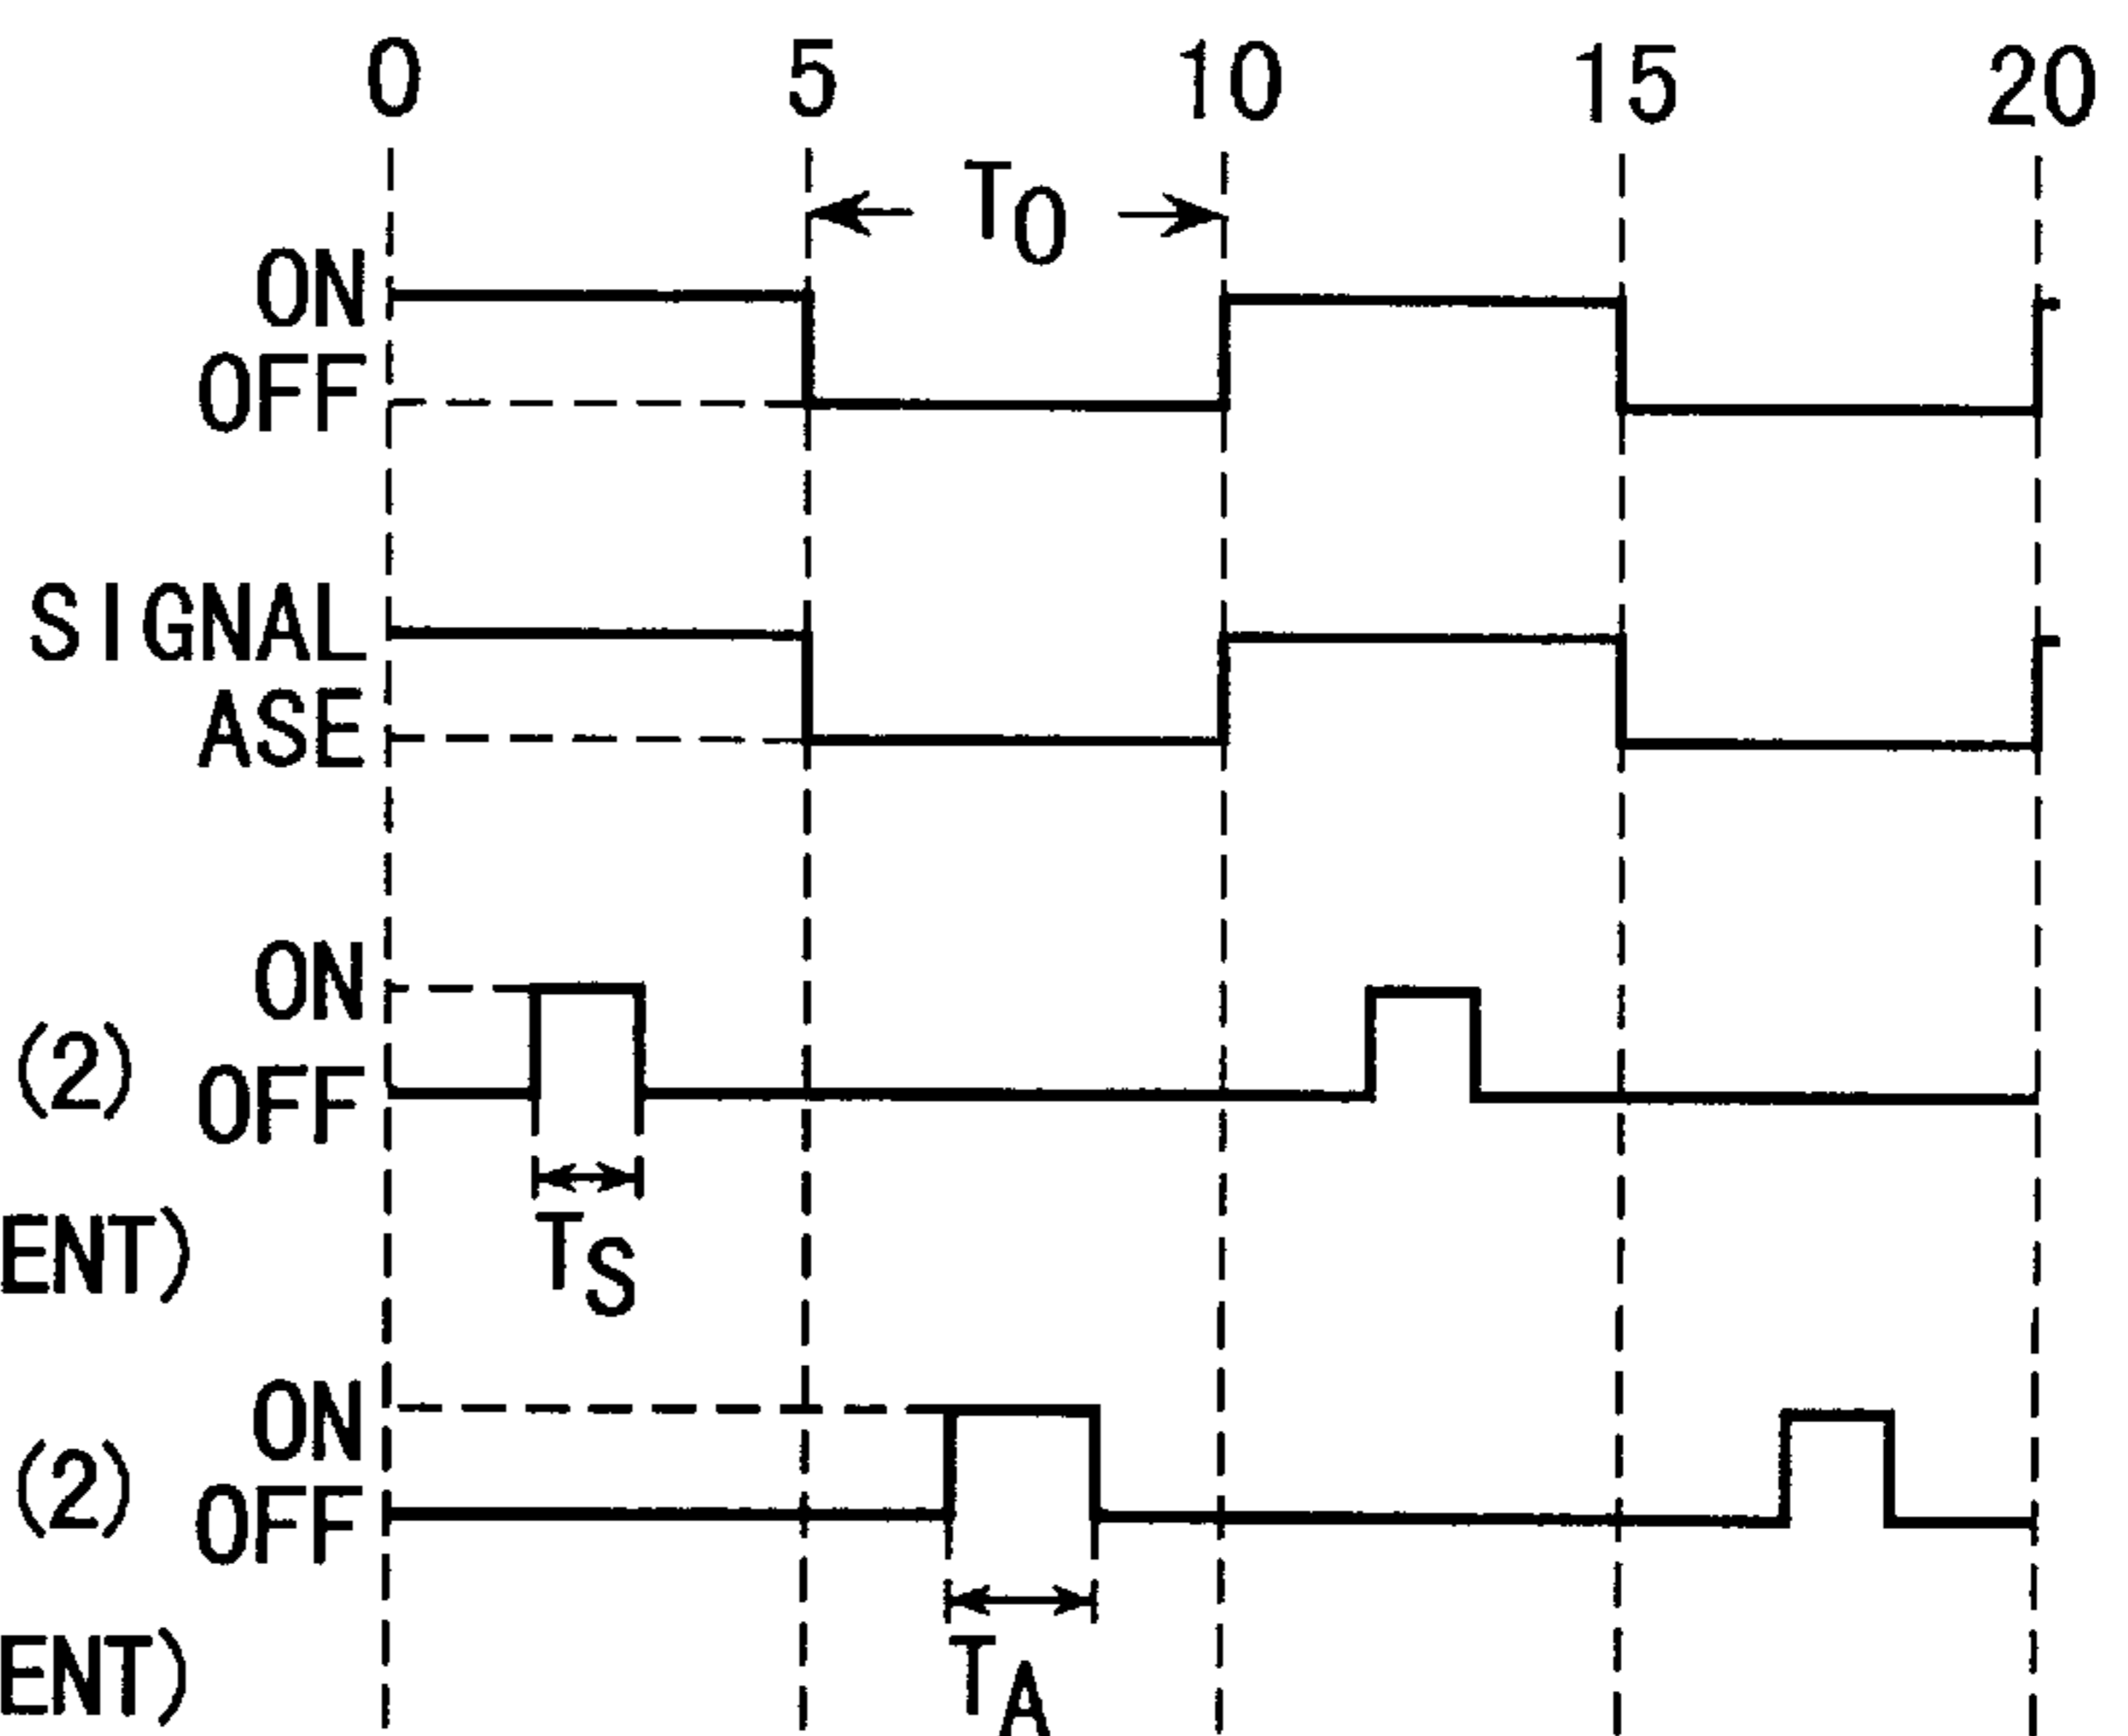 0 5 10 15 20
TO
ON
OFF
SIGNAL
ASE
ON
(2) OFF
TS
ENT)
ON
(2) OFF
TA
ENT)